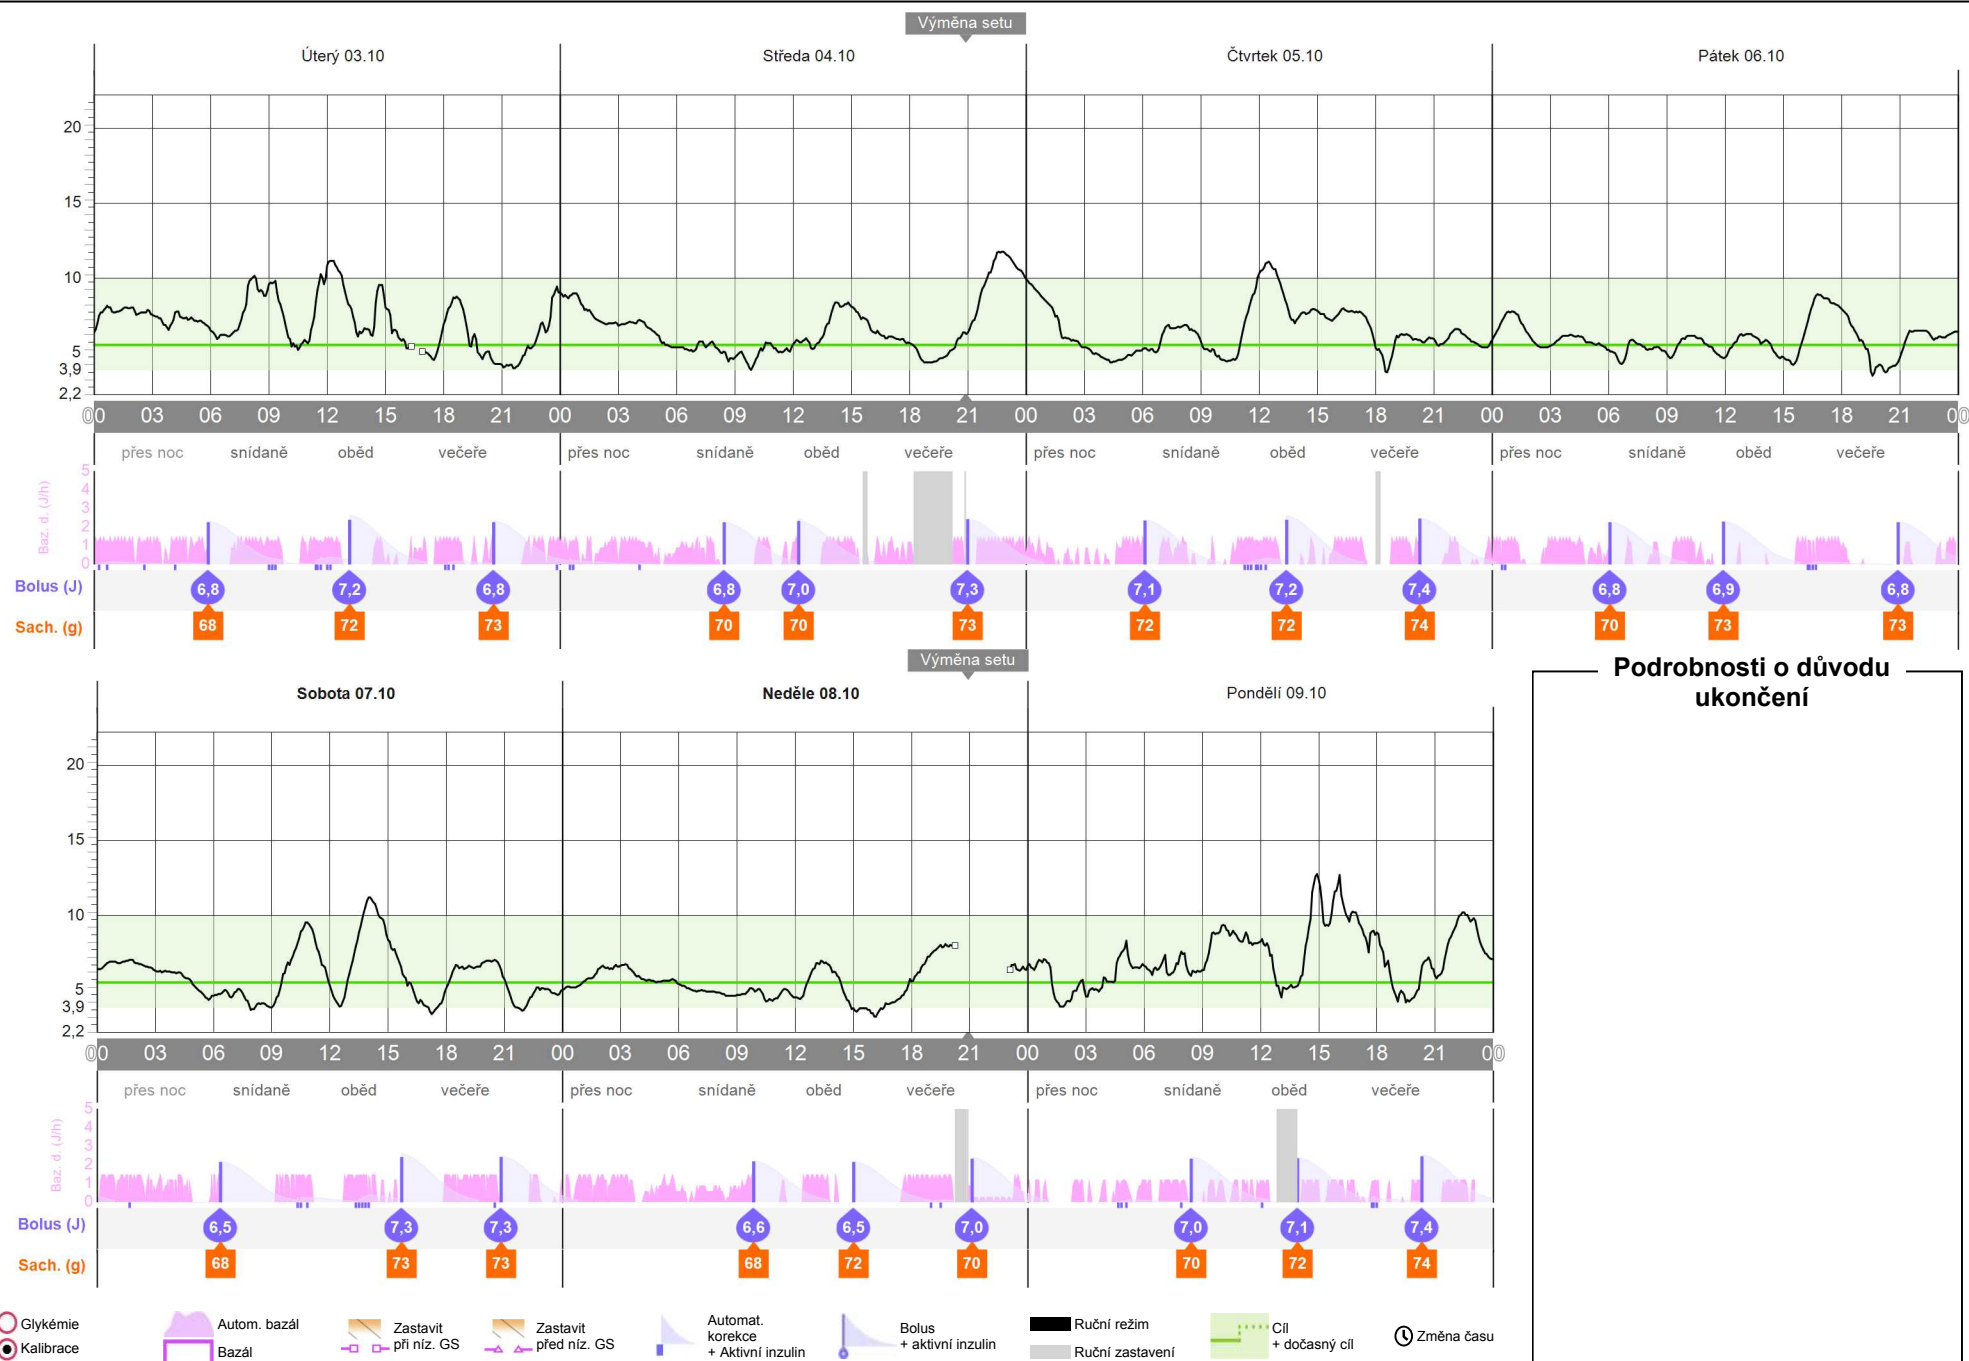 Výměna setu
Úterý 03.10 Středa 04.10 Čtvrtek 05.10 Pátek 06.10
20
15
10
5
3,9
2,2
00 03 06 09 12 15 18 21 00 03 06 09 12 15 18 21 00 03 06 09 12 15 18 21 00 03 06 09 12 15 18 21 00
přes noc snídaně oběd večeře přes noc snídaně oběd večeře přes noc snídaně oběd večeře přes noc snídaně oběd večeře
Baz. d. (J/h)
5
4
3
2
1
0
Bolus (J) 6,8 7,2 6,8 6,8 7,0 7,3 7,1 7,2 7,4 6,8 6,9 6,8
Sach. (g) 68 72 73 70 70 73 72 72 74 70 73 73
Výměna setu
Sobota 07.10 Neděle 08.10 Pondělí 09.10
20
15
10
5
3,9
2,2
00 03 06 09 12 15 18 21 00 03 06 09 12 15 18 21 00 03 06 09 12 15 18 21 00
přes noc snídaně oběd večeře přes noc snídaně oběd večeře přes noc snídaně oběd večeře
Baz. d. (J/h)
5
4
3
2
1
0
Bolus (J) 6,5 7,3 7,3 6,6 6,5 7,0 7,0 7,1 7,4
Sach. (g) 68 73 73 68 72 70 70 72 74
Podrobnosti o důvodu
ukončení
Glykémie
Kalibrace
Autom. bazál
Bazál
Zastavit
při níz. GS
Zastavit
před níz. GS
Automat.
korekce
+ Aktivní inzulin
Bolus
+ aktivní inzulin
Ruční režim
Ruční zastavení
Cíl
+ dočasný cíl
Změna času